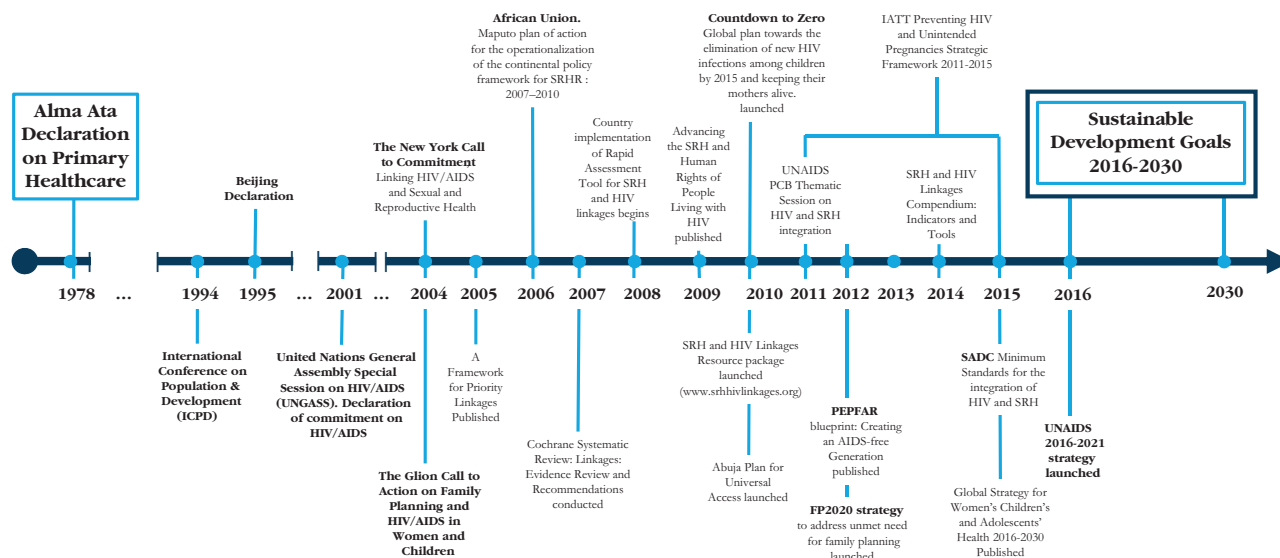 African Union.
Maputo plan of action
for the operationalization
of the continental policy
framework for SRHR :
2007–2010
Countdown to Zero
Global plan towards the
elimination of new HIV
infections among children
by 2015 and keeping their
mothers alive.
launched
IATT Preventing HIV
and Unintended
Pregnancies Strategic
Framework 2011-2015
Alma Ata
Declaration
on Primary
Healthcare
Beijing
Declaration
The New York Call
to Commitment
Linking HIV/AIDS
and Sexual and
Reproductive Health
Country
implementation
of Rapid
Assessment
Tool for SRH
and HIV
linkages begins
Advancing
the SRH and
Human
Rights of
People
Living with
HIV
published
UNAIDS
PCB Thematic
Session on
HIV and SRH
integration
SRH and HIV
Linkages
Compendium:
Indicators and
Tools
Sustainable
Development Goals
2016-2030
1978 ... 1994 1995 ... 2001 ... 2004 2005 2006 2007 2008 2009 2010 2011 2012 2013 2014 2015 2016 2030
International
Conference on
Population &
Development
(ICPD)
United Nations General
Assembly Special
Session on HIV/AIDS
(UNGASS). Declaration
of commitment on
HIV/AIDS
The Glion Call to
Action on Family
Planning and
HIV/AIDS in
Women and
Children
A
Framework
for Priority
Linkages
Published
Cochrane Systematic
Review: Linkages:
Evidence Review and
Recommendations
conducted
SRH and HIV Linkages
Resource package
launched
(www.srhhivlinkages.org)
Abuja Plan for
Universal
Access launched
PEPFAR
blueprint: Creating
an AIDS-free
Generation
published
FP2020 strategy
to address unmet need
for family planning
launched
SADC Minimum
Standards for the
integration of
HIV and SRH
Global Strategy for
Women's Children's
and Adolescents'
Health 2016-2030
Published
UNAIDS
2016-2021
strategy
launched